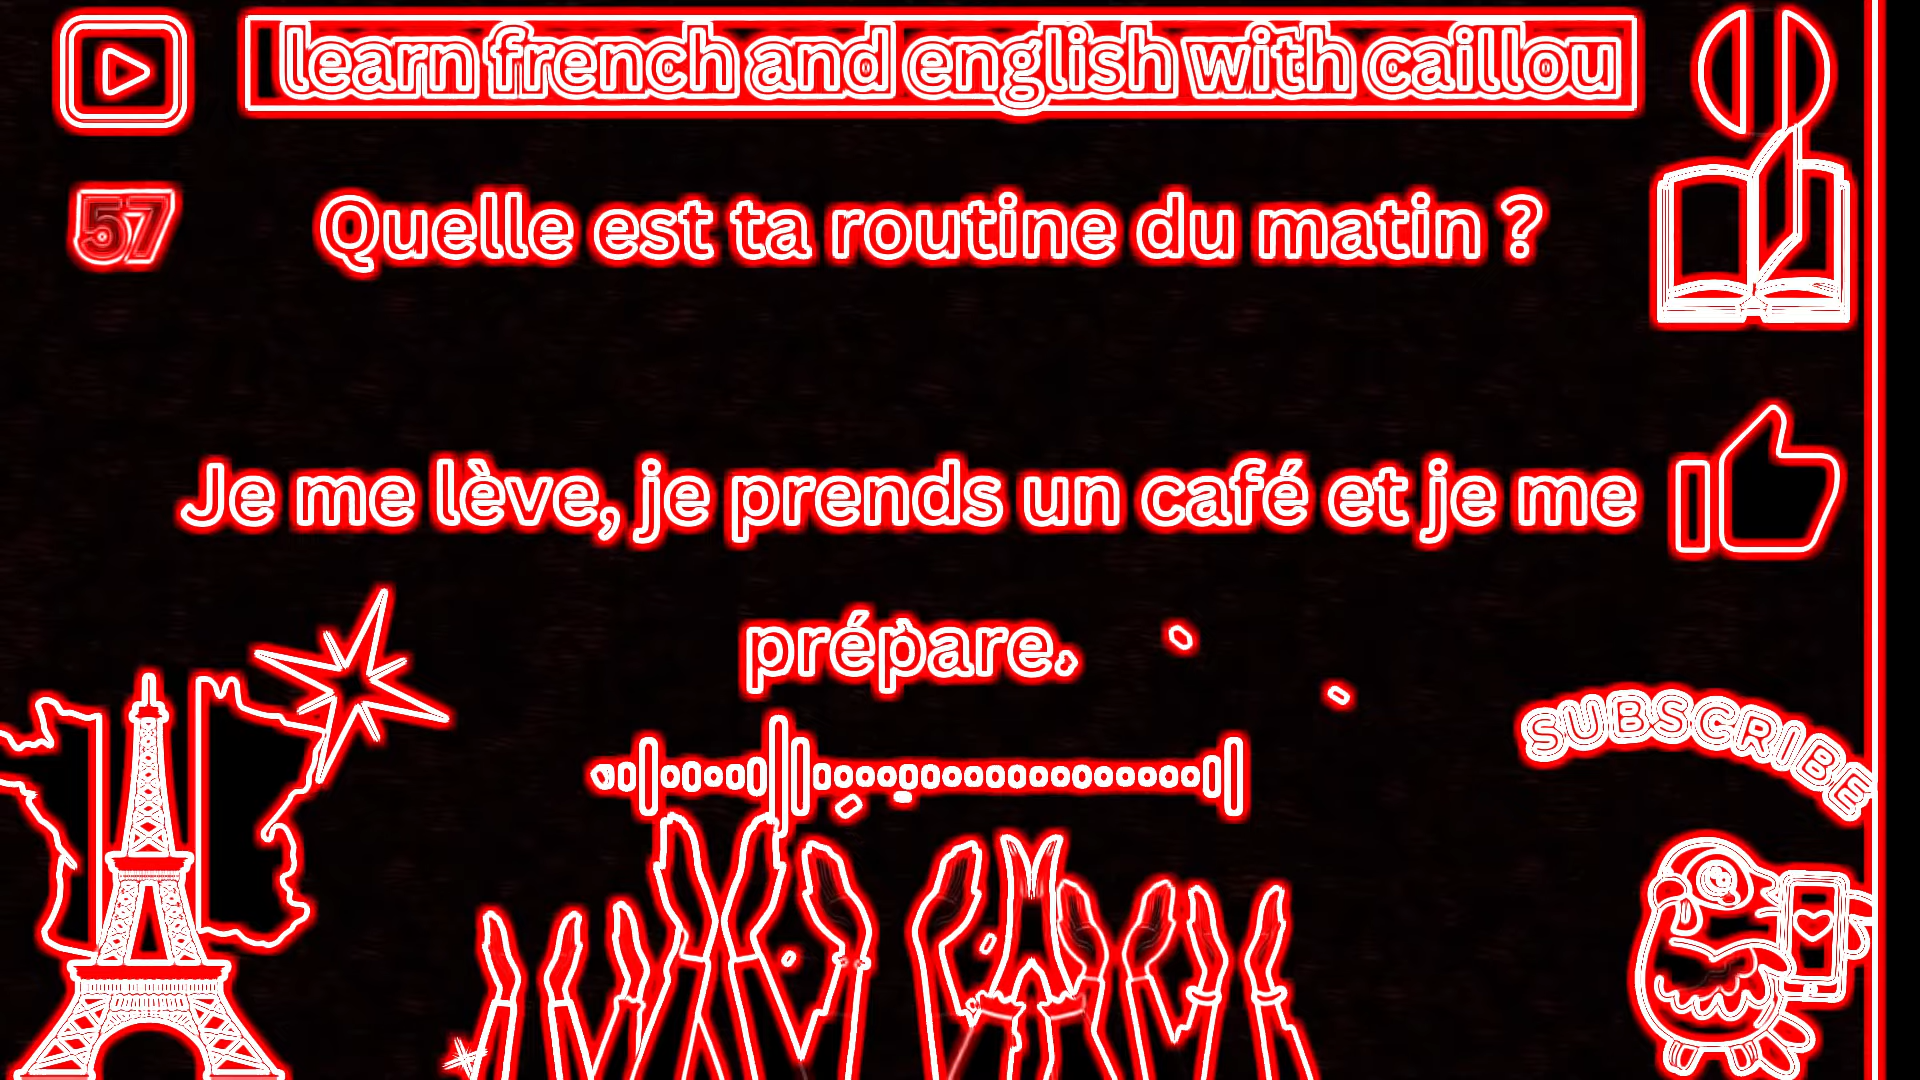 learn french and english with caillou
57
Quelle est ta routine du matin ?
Je me lève, je prends un café et je me
prépare.
SUBSCRIBE